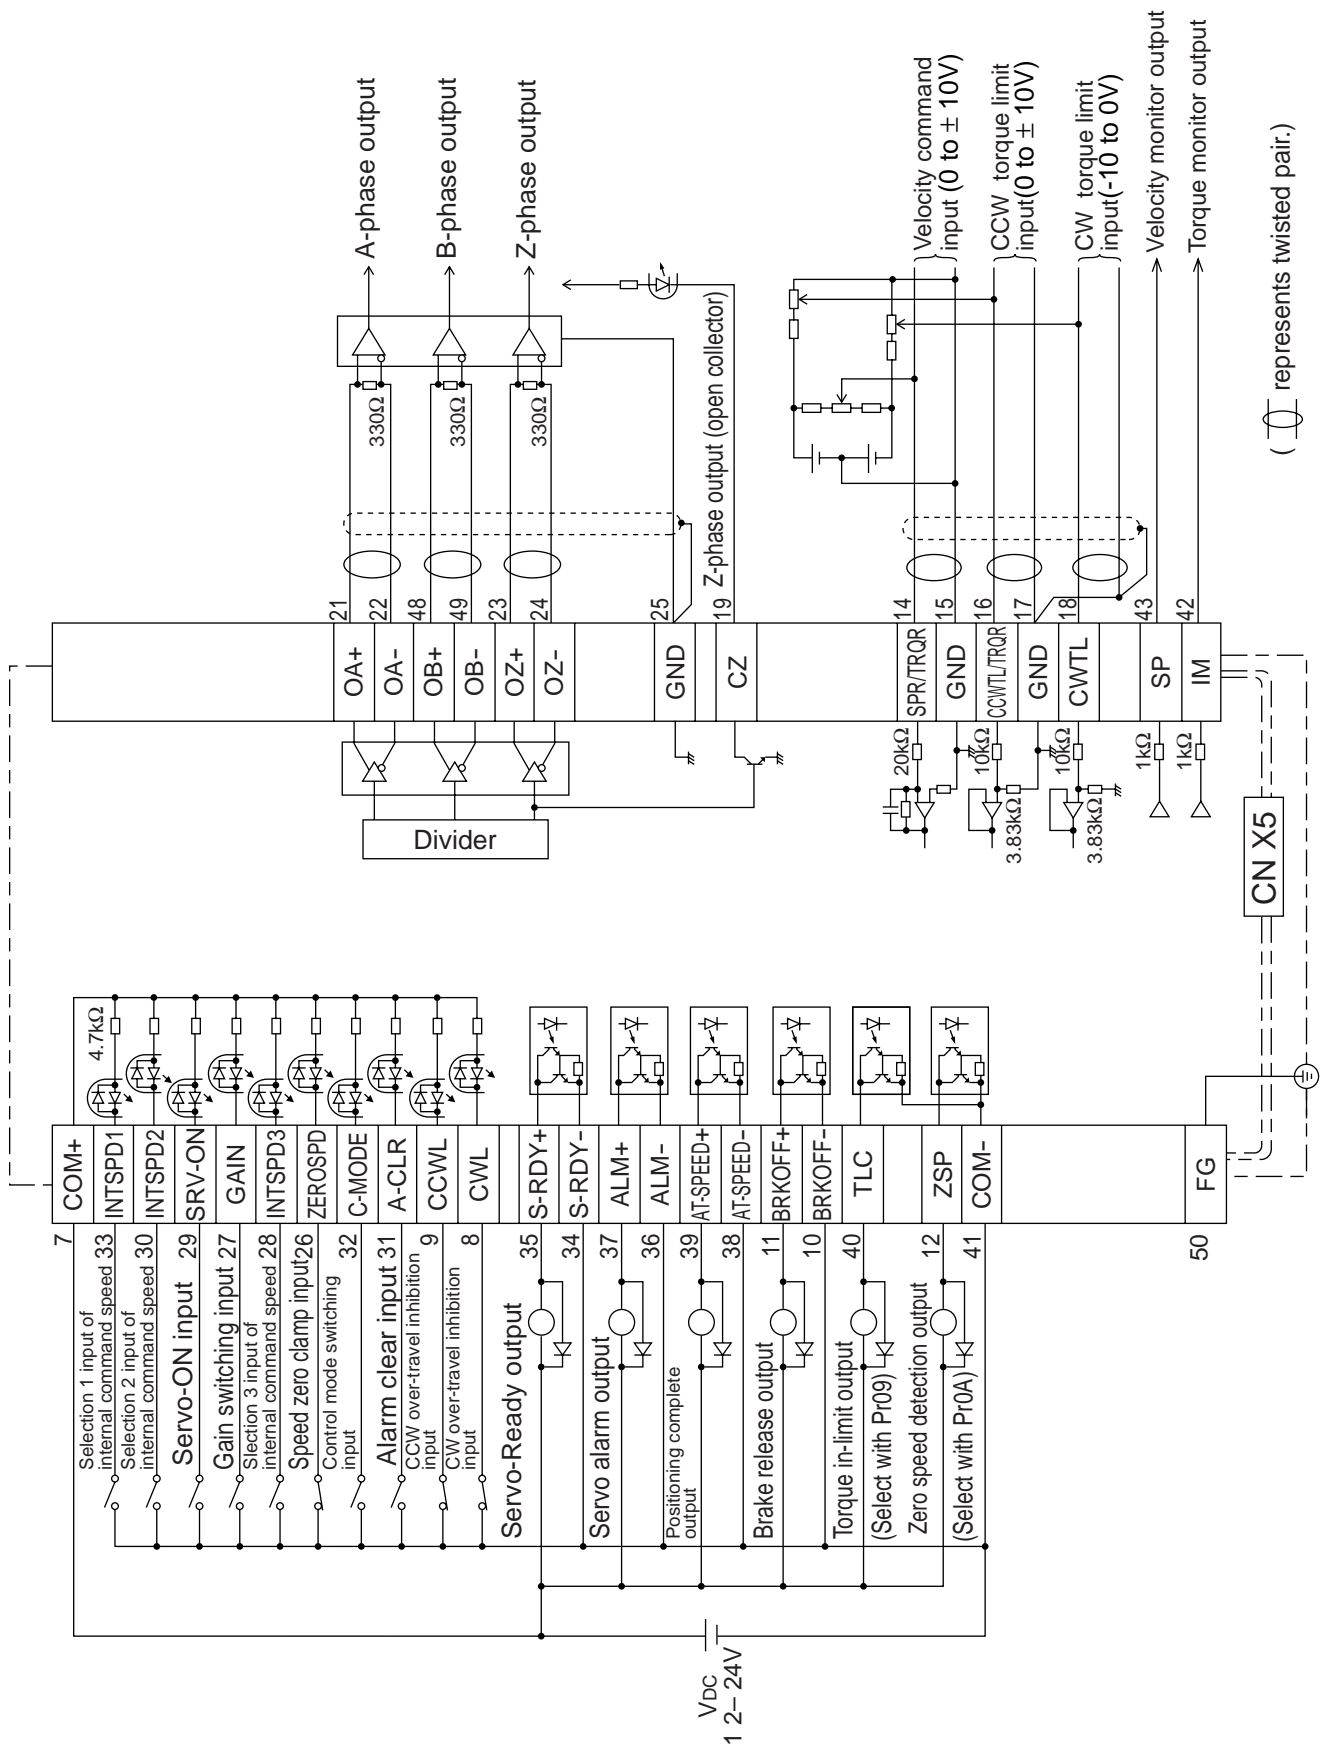 VDC
1 2– 24V
7
COM+
Selection 1 input of
internal command speed
33
INTSPD1
4.7kΩ
Selection 2 input of
internal command speed
30
INTSPD2
Servo-ON input
29
SRV-ON
Gain switching input
27
GAIN
Slection 3 input of
internal command speed
28
INTSPD3
Speed zero clamp input
26
ZEROSPD
Control mode switching
input
32
C-MODE
Alarm clear input
31
A-CLR
CCW over-travel inhibition
input
9
CCWL
CW over-travel inhibition
input
8
CWL
Servo-Ready output
35
S-RDY+
34
S-RDY−
Servo alarm output
37
ALM+
36
ALM−
Positioning complete
output
39
AT-SPEED+
38
AT-SPEED−
Brake release output
11
BRKOFF+
10
BRKOFF−
Torque in-limit output
(Select with Pr09)
40
TLC
Zero speed detection output
(Select with Pr0A)
12
ZSP
41
COM−
50
FG
CN X5
Divider
OA+
21
330Ω
A-phase output
OA−
22
OB+
48
330Ω
B-phase output
OB−
49
OZ+
23
330Ω
Z-phase output
OZ−
24
GND
25
CZ
19
Z-phase output (open collector)
20kΩ
SPR/TRQR
14
Velocity command
input (0 to ± 10V)
GND
15
10kΩ
3.83kΩ
CCWTL/TRQR
16
CCW torque limit
input(0 to ± 10V)
GND
17
10kΩ
3.83kΩ
CWTL
18
CW torque limit
input(-10 to 0V)
1kΩ
SP
43
Velocity monitor output
1kΩ
IM
42
Torque monitor output
( represents twisted pair.)